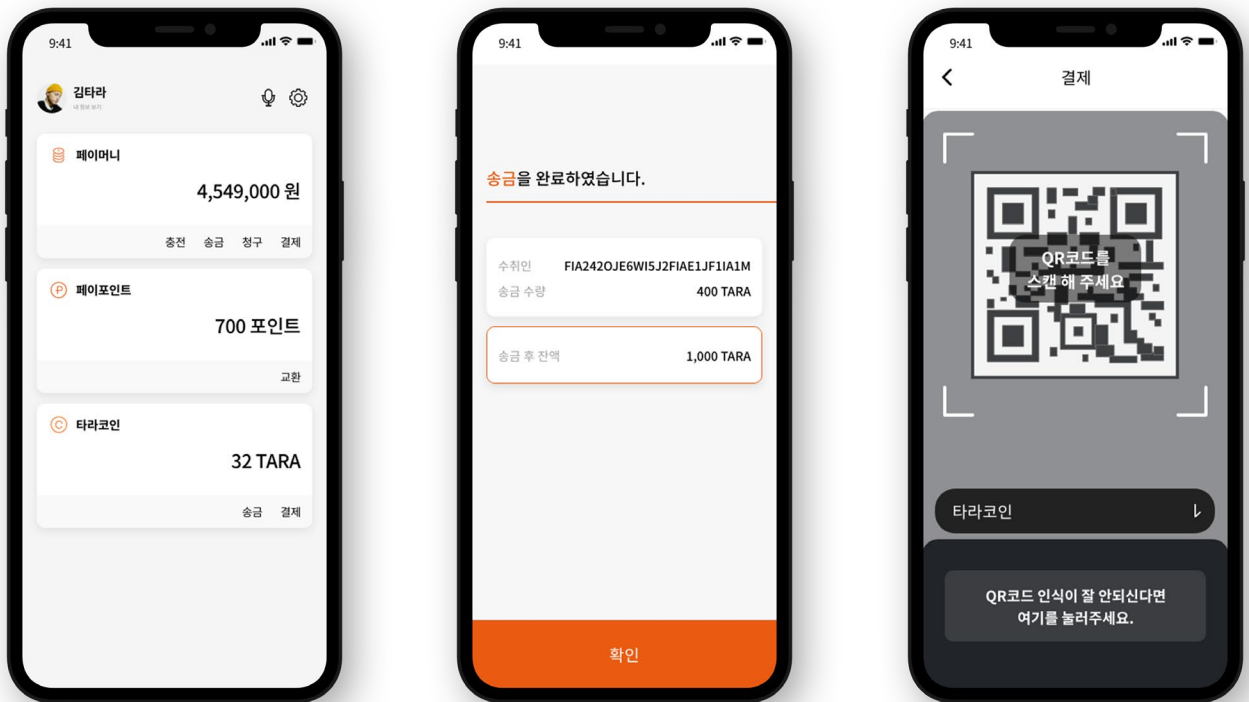 9:41
김타라
내 정보 보기
페이머니
4,549,000 원
충전 송금 청구 결제
페이포인트
700 포인트
교환
타라코인
32 TARA
송금 결제
9:41
송금을 완료하였습니다.
수취인 FIA242OJE6WI5J2FIAE1JF1IA1M
송금 수량 400 TARA
송금 후 잔액 1,000 TARA
확인
9:41
결제
QR코드를
스캔 해 주세요
타라코인
QR코드 인식이 잘 안되신다면
여기를 눌러주세요.